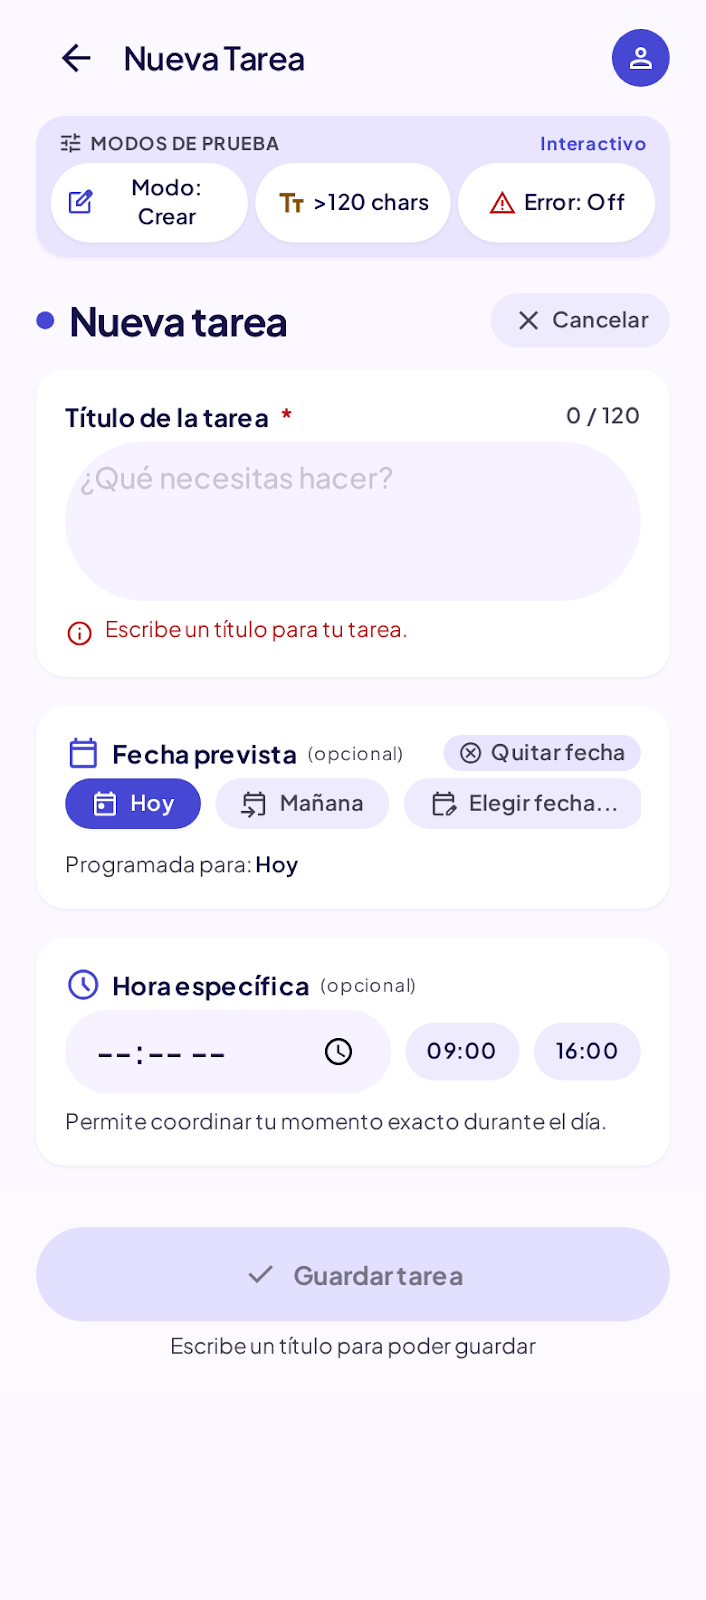 Nueva Tarea
MODOS DE PRUEBA
Interactivo
Modo:
Crear
>120 chars
Error: Off
Nueva tarea
Cancelar
Título de la tarea *
0 / 120
¿Qué necesitas hacer?
Escribe un título para tu tarea.
Fecha prevista (opcional)
Quitar fecha
Hoy
Mañana
Elegir fecha...
Programada para: Hoy
Hora específica (opcional)
--:-- --
09:00
16:00
Permite coordinar tu momento exacto durante el día.
Guardar tarea
Escribe un título para poder guardar